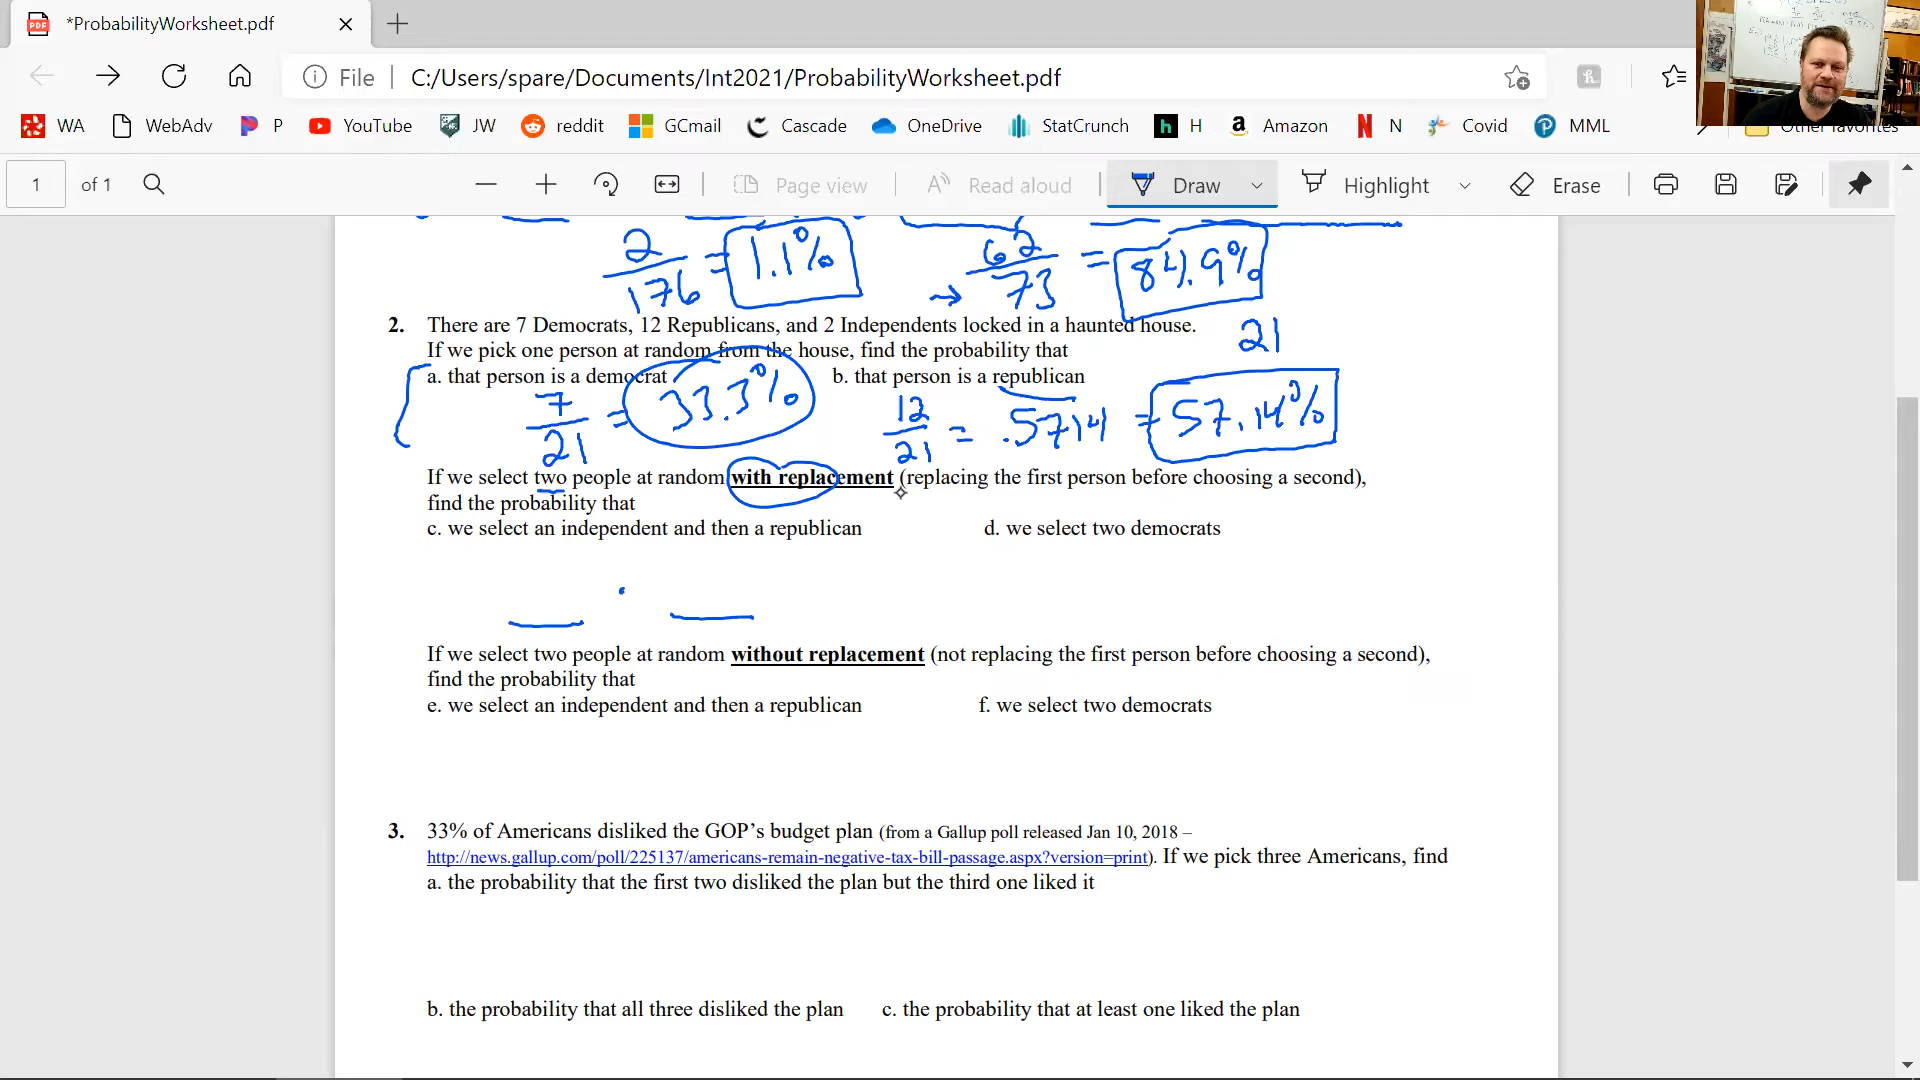 *ProbabilityWorksheet.pdf
File C:/Users/spare/Documents/Int2021/ProbabilityWorksheet.pdf
WA WebAdv P YouTube JW reddit GCmail Cascade OneDrive StatCrunch H Amazon N Covid MML Other favorites
1 of 1 Page view Read aloud Draw Highlight Erase
2/176 = 1.1% 62/73 = 84.9%
2. There are 7 Democrats, 12 Republicans, and 2 Independents locked in a haunted house.
21
If we pick one person at random from the house, find the probability that
a. that person is a democrat b. that person is a republican
7/21 = 33.3% 12/21 = .5714 = 57.14%
If we select two people at random with replacement (replacing the first person before choosing a second),
find the probability that
c. we select an independent and then a republican d. we select two democrats
If we select two people at random without replacement (not replacing the first person before choosing a second),
find the probability that
e. we select an independent and then a republican f. we select two democrats
3. 33% of Americans disliked the GOP's budget plan (from a Gallup poll released Jan 10, 2018 –
http://news.gallup.com/poll/225137/americans-remain-negative-tax-bill-passage.aspx?version=print). If we pick three Americans, find
a. the probability that the first two disliked the plan but the third one liked it
b. the probability that all three disliked the plan c. the probability that at least one liked the plan